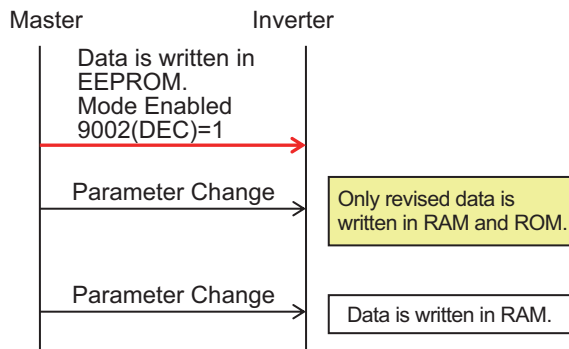 Master
Inverter
Data is written in
EEPROM.
Mode Enabled
9002(DEC)=1
Parameter Change
Only revised data is
written in RAM and ROM.
Parameter Change
Data is written in RAM.